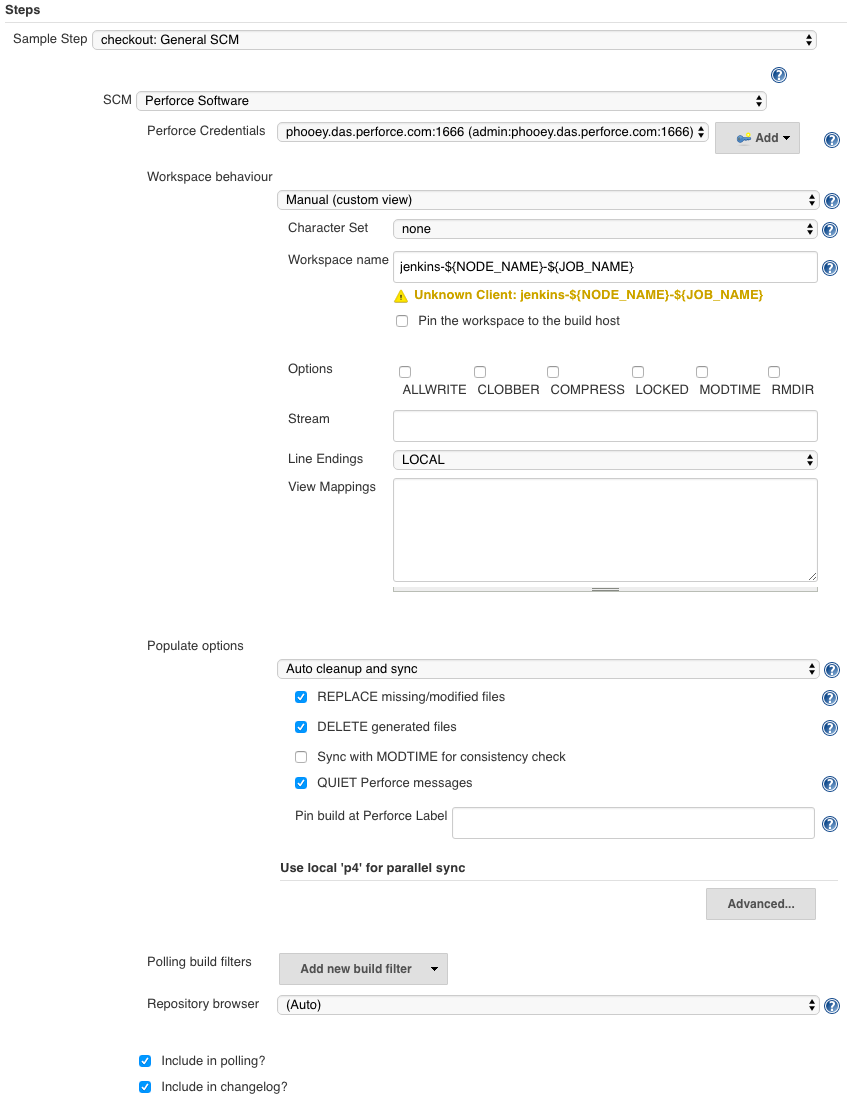 Steps
Sample Step checkout: General SCM
?
SCM Perforce Software
Perforce Credentials phooey.das.perforce.com:1666 (admin:phooey.das.perforce.com:1666) Add ?
Workspace behaviour
Manual (custom view) ?
Character Set none ?
Workspace name jenkins-${NODE_NAME}-${JOB_NAME} ?
Unknown Client: jenkins-${NODE_NAME}-${JOB_NAME}
Pin the workspace to the build host
Options
ALLWRITE CLOBBER COMPRESS LOCKED MODTIME RMDIR
Stream
Line Endings LOCAL
View Mappings
Populate options
Auto cleanup and sync ?
REPLACE missing/modified files ?
DELETE generated files ?
Sync with MODTIME for consistency check
QUIET Perforce messages ?
Pin build at Perforce Label ?
Use local 'p4' for parallel sync
Advanced...
Polling build filters Add new build filter
Repository browser (Auto) ?
Include in polling?
Include in changelog?